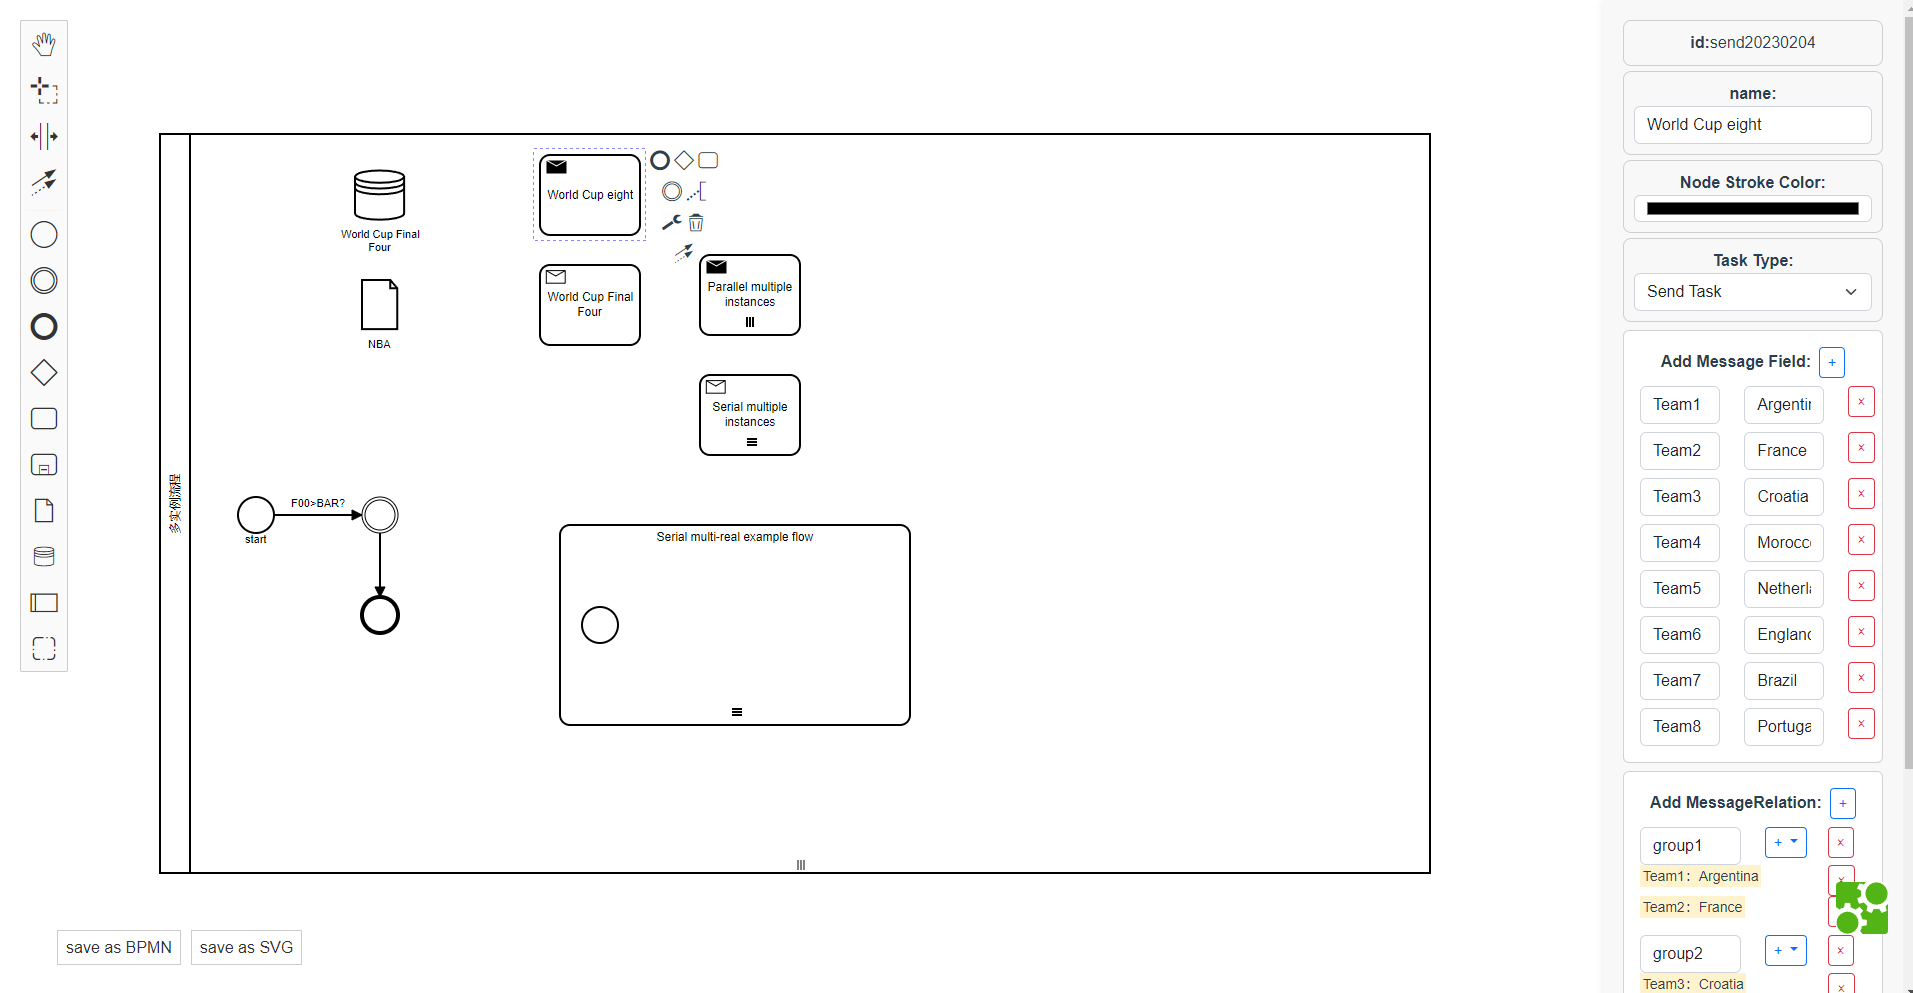 World Cup Final
Four
NBA
World Cup eight
World Cup Final
Four
Parallel multiple
instances
Serial multiple
instances
多实例流程
F00>BAR?
start
Serial multi-real example flow
save as BPMN
save as SVG
id:send20230204
name:
World Cup eight
Node Stroke Color:
Task Type:
Send Task
Add Message Field: +
Team1 Argentin x
Team2 France x
Team3 Croatia x
Team4 Morocc x
Team5 Netherl x
Team6 England x
Team7 Brazil x
Team8 Portuga x
Add MessageRelation: +
group1 + x
Team1: Argentina x
Team2: France
group2 + x
Team3: Croatia x